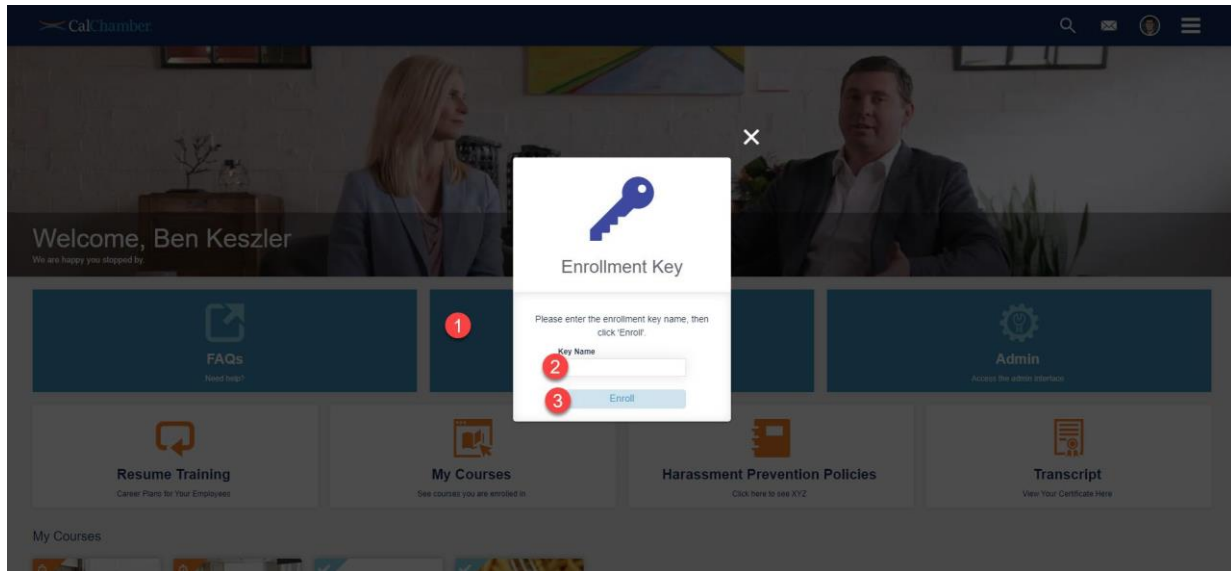 CalChamber
Welcome, Ben Keszler
We are happy you stopped by.
Enrollment Key
Please enter the enrollment key name, then
click 'Enroll'.
Key Name
Enroll
1
2
3
FAQs
Need help?
Admin
Access the admin interface
Resume Training
Career Plans for Your Employees
My Courses
See courses you are enrolled in
Harassment Prevention Policies
Click here to see XYZ
Transcript
View Your Certificate Here
My Courses